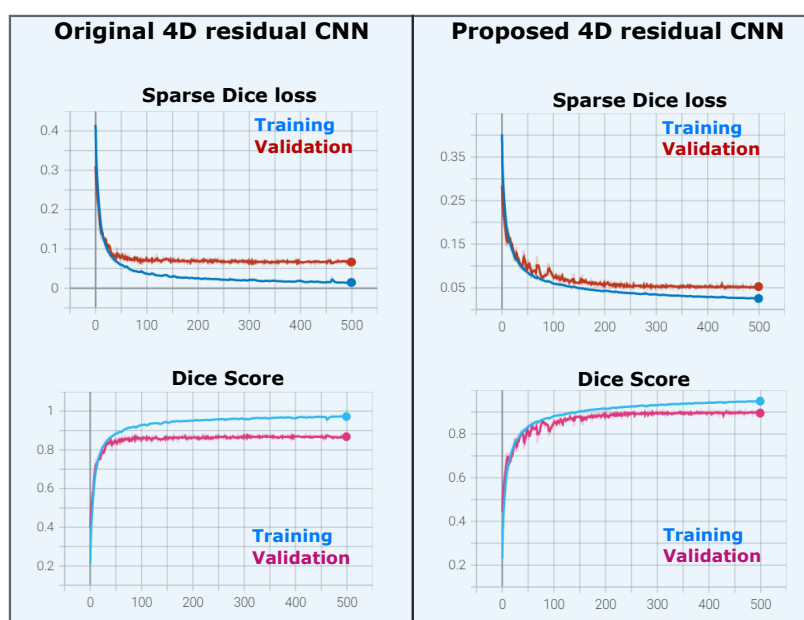 Original 4D residual CNN
Sparse Dice loss
Training
Validation
0.4
0.3
0.2
0.1
0
0 100 200 300 400 500
Dice Score
1
0.8
0.6
0.4
0.2
Training
Validation
0 100 200 300 400 500
Proposed 4D residual CNN
Sparse Dice loss
Training
Validation
0.35
0.25
0.15
0.05
0 100 200 300 400 500
Dice Score
0.8
0.6
0.4
0.2
Training
Validation
0 100 200 300 400 500